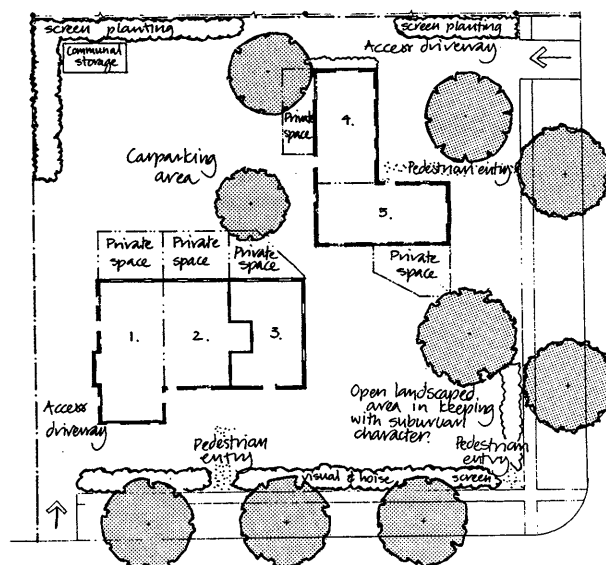 screen planting
screen planting
Communal
storage
Access driveway
Private
space
4.
Carparking
area
Pedestrian entry
5.
Private
space
Private
space
Private
space
Private
space
1.
2.
3.
Access
driveway
Open landscaped
area in keeping
with suburban
character.
Pedestrian
entry
Pedestrian
entry
visual & noise screen